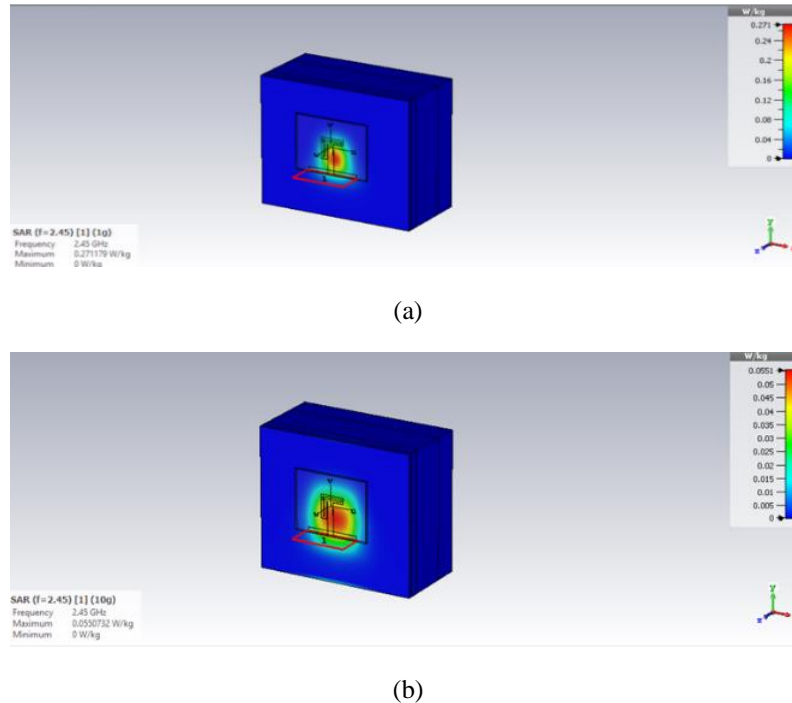 W/kg
0.271
0.24
0.2
0.16
0.12
0.08
0.04
0
SAR (f=2.45) [1] (1g)
Frequency 2.45 GHz
Maximum 0.271179 W/kg
Minimum 0 W/kg
y
z
(a)
W/kg
0.0551
0.05
0.045
0.04
0.035
0.03
0.025
0.02
0.015
0.01
0.005
0
SAR (f=2.45) [1] (10g)
Frequency 2.45 GHz
Maximum 0.0550732 W/kg
Minimum 0 W/kg
y
z
(b)